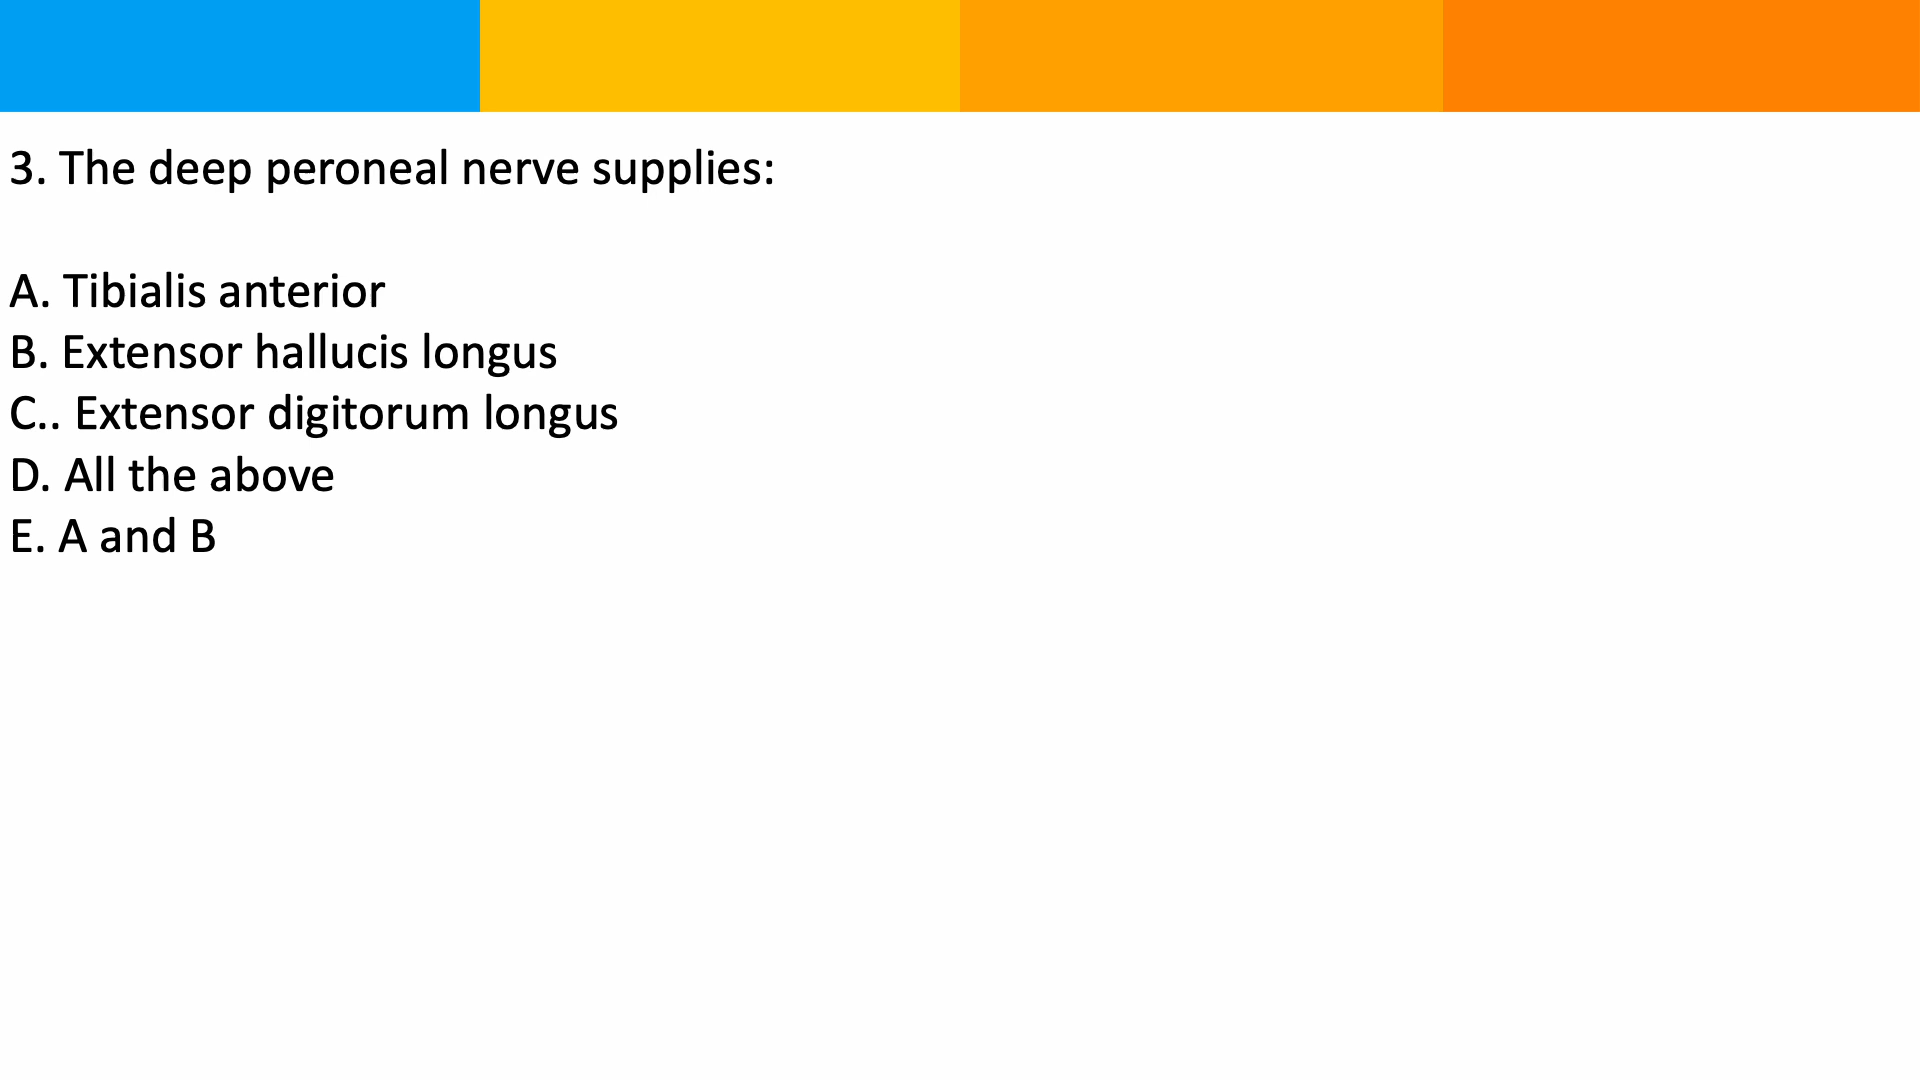 3. The deep peroneal nerve supplies:
A. Tibialis anterior
B. Extensor hallucis longus
C.. Extensor digitorum longus
D. All the above
E. A and B